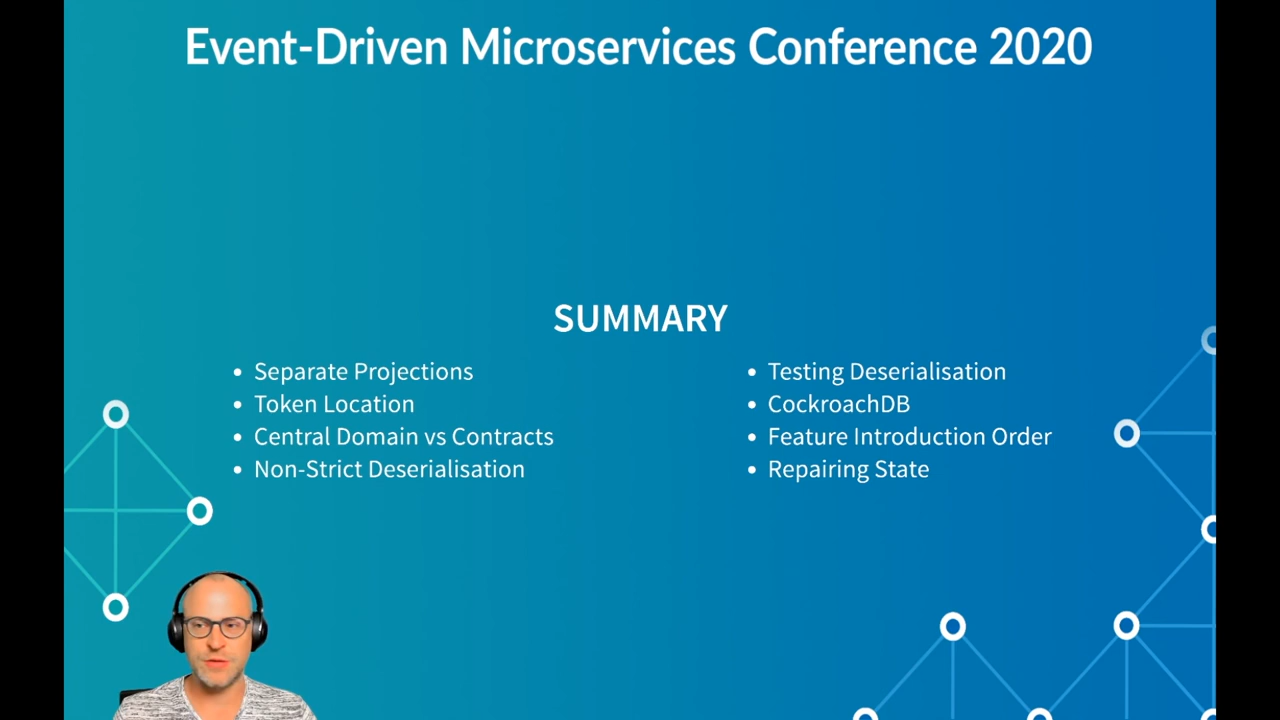 Event-Driven Microservices Conference 2020
SUMMARY
• Separate Projections
• Token Location
• Central Domain vs Contracts
• Non-Strict Deserialisation
• Testing Deserialisation
• CockroachDB
• Feature Introduction Order
• Repairing State